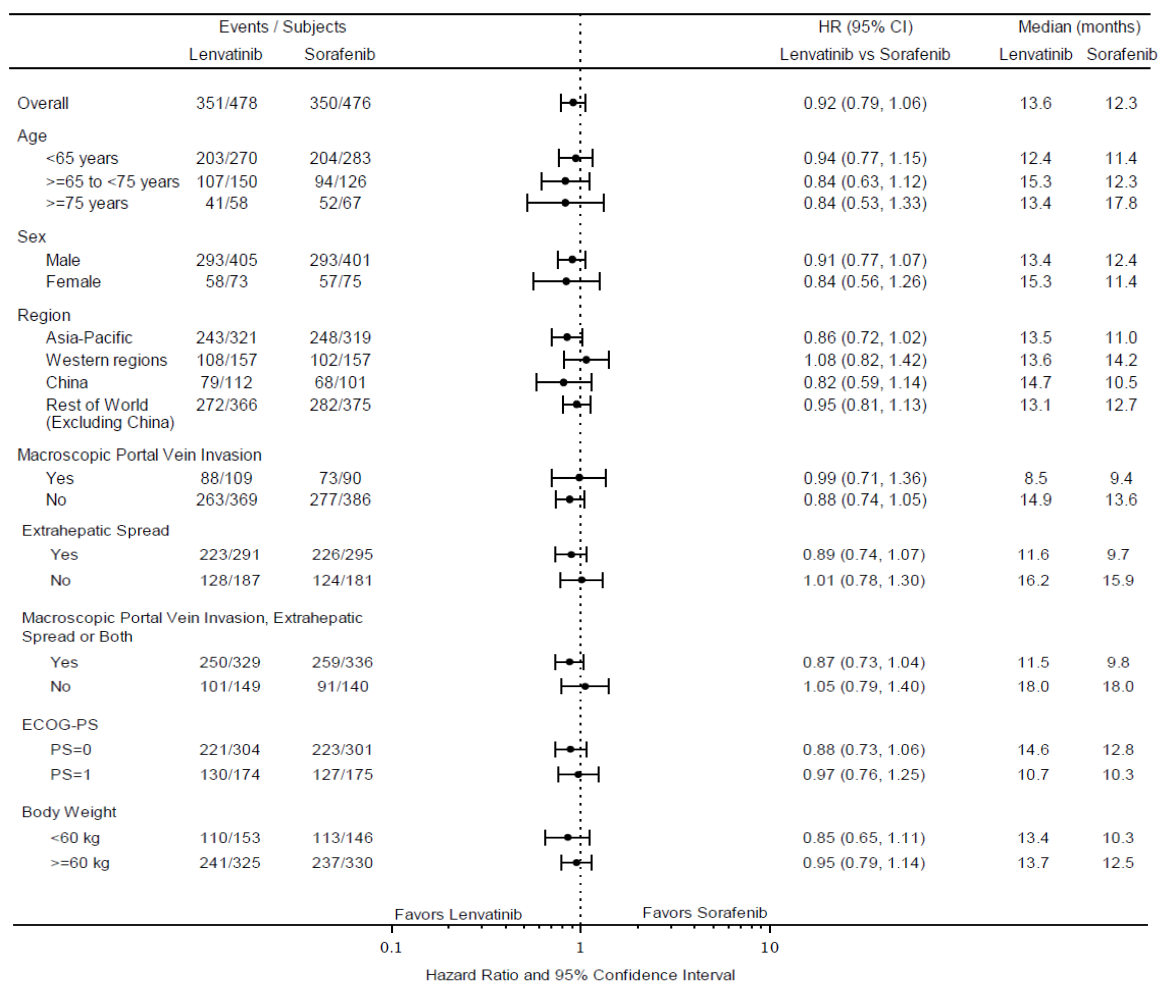 Events / Subjects HR (95% CI) Median (months)
Lenvatinib Sorafenib Lenvatinib vs Sorafenib Lenvatinib Sorafenib
Overall 351/478 350/476 0.92 (0.79, 1.06) 13.6 12.3
Age
<65 years 203/270 204/283 0.94 (0.77, 1.15) 12.4 11.4
>=65 to <75 years 107/150 94/126 0.84 (0.63, 1.12) 15.3 12.3
>=75 years 41/58 52/67 0.84 (0.53, 1.33) 13.4 17.8
Sex
Male 293/405 293/401 0.91 (0.77, 1.07) 13.4 12.4
Female 58/73 57/75 0.84 (0.56, 1.26) 15.3 11.4
Region
Asia-Pacific 243/321 248/319 0.86 (0.72, 1.02) 13.5 11.0
Western regions 108/157 102/157 1.08 (0.82, 1.42) 13.6 14.2
China 79/112 68/101 0.82 (0.59, 1.14) 14.7 10.5
Rest of World 272/366 282/375 0.95 (0.81, 1.13) 13.1 12.7
(Excluding China)
Macroscopic Portal Vein Invasion
Yes 88/109 73/90 0.99 (0.71, 1.36) 8.5 9.4
No 263/369 277/386 0.88 (0.74, 1.05) 14.9 13.6
Extrahepatic Spread
Yes 223/291 226/295 0.89 (0.74, 1.07) 11.6 9.7
No 128/187 124/181 1.01 (0.78, 1.30) 16.2 15.9
Macroscopic Portal Vein Invasion, Extrahepatic
Spread or Both
Yes 250/329 259/336 0.87 (0.73, 1.04) 11.5 9.8
No 101/149 91/140 1.05 (0.79, 1.40) 18.0 18.0
ECOG-PS
PS=0 221/304 223/301 0.88 (0.73, 1.06) 14.6 12.8
PS=1 130/174 127/175 0.97 (0.76, 1.25) 10.7 10.3
Body Weight
<60 kg 110/153 113/146 0.85 (0.65, 1.11) 13.4 10.3
>=60 kg 241/325 237/330 0.95 (0.79, 1.14) 13.7 12.5
Favors Lenvatinib Favors Sorafenib
0.1 1 10
Hazard Ratio and 95% Confidence Interval